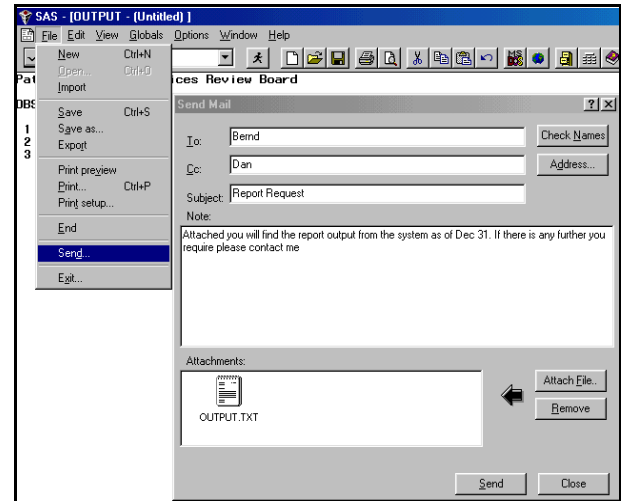 SAS - [OUTPUT - (Untitled) ]
File Edit View Globals Options Window Help
New Ctrl+N
Open... Ctrl+O
Import
Save Ctrl+S
Save as...
Export
Print preview
Print... Ctrl+P
Print setup...
End
Send...
Exit...
ices Review Board
OBS
1
2
3
Send Mail
To: Bernd Check Names
Cc: Dan Address...
Subject: Report Request
Note:
Attached you will find the report output from the system as of Dec 31. If there is any further you
require please contact me
Attachments:
OUTPUT.TXT
Attach File..
Remove
Send Close